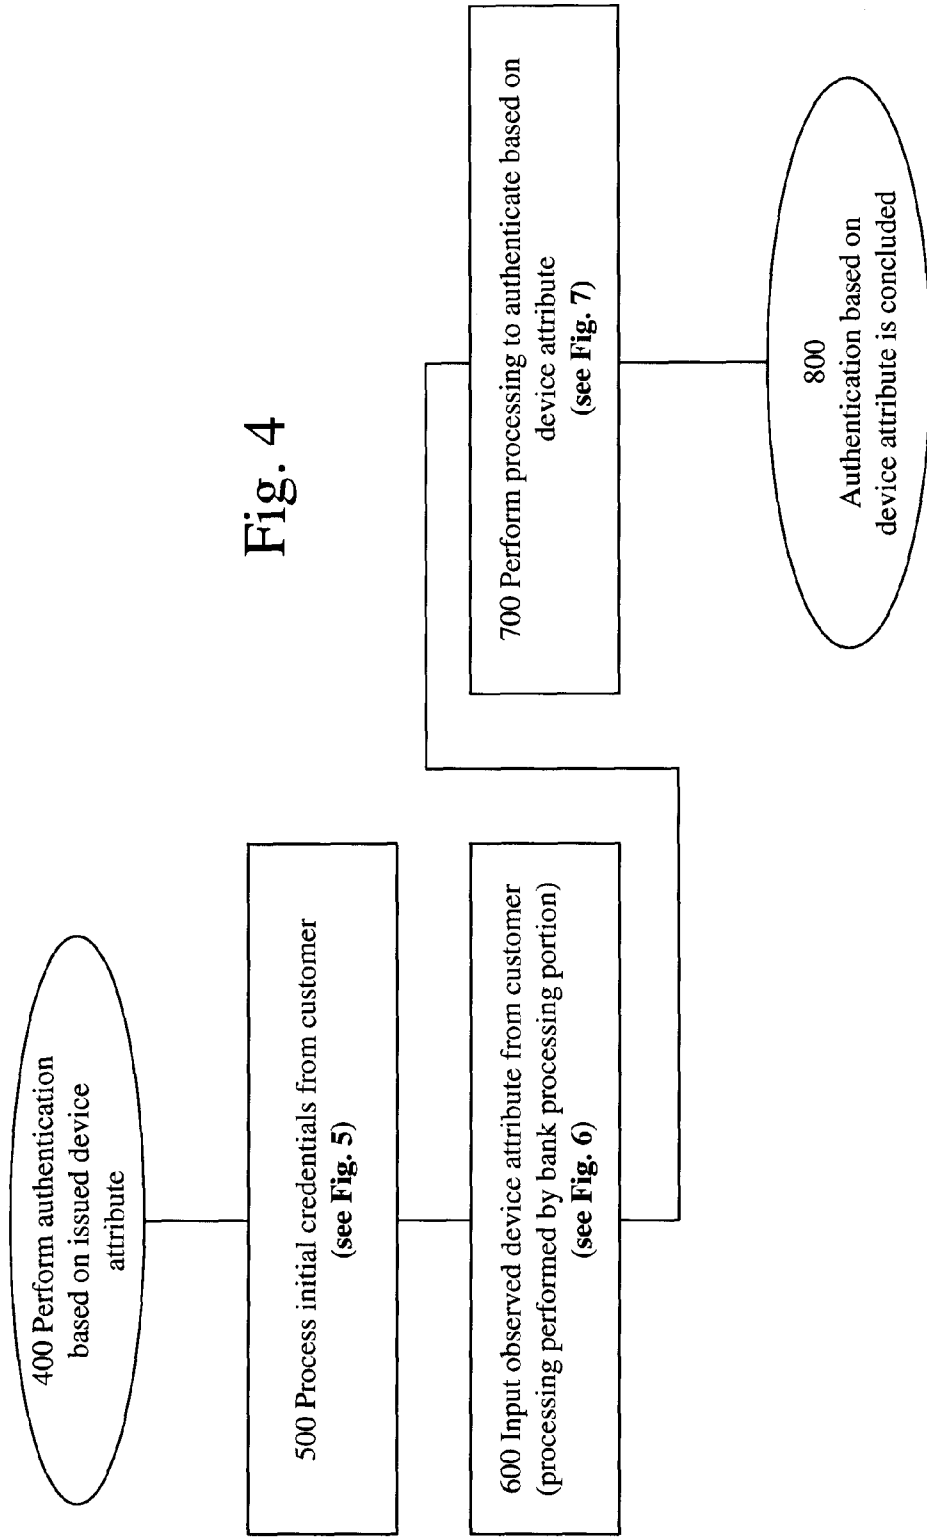 400 Perform authentication
based on issued device
attribute
500 Process initial credentials from customer
(see Fig. 5)
600 Input observed device attribute from customer
(processing performed by bank processing portion)
(see Fig. 6)
Fig. 4
700 Perform processing to authenticate based on
device attribute
(see Fig. 7)
800
Authentication based on
device attribute is concluded